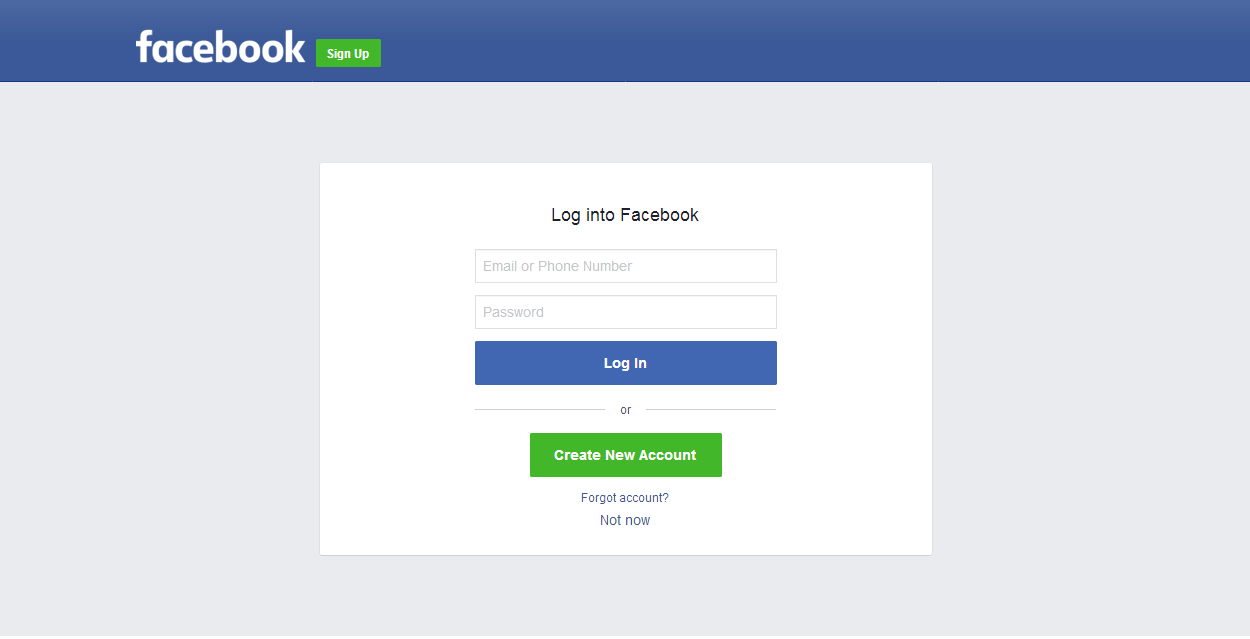 facebook Sign Up
Log into Facebook
Email or Phone Number
Password
Log In
or
Create New Account
Forgot account?
Not now